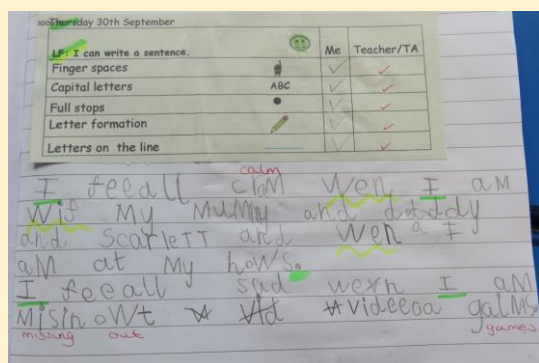 Thursday 30th September
LF: I can write a sentence. Me Teacher/TA
Finger spaces
Capital letters ABC
Full stops
Letter formation
Letters on the line
calm
I feeall clam wen I aM
Wif My MuMMy and daddy
and Scarlett and wen I
aM at My hows.
I feeall sad wexn I aM
Misin owt videeoa galMs
missing out games